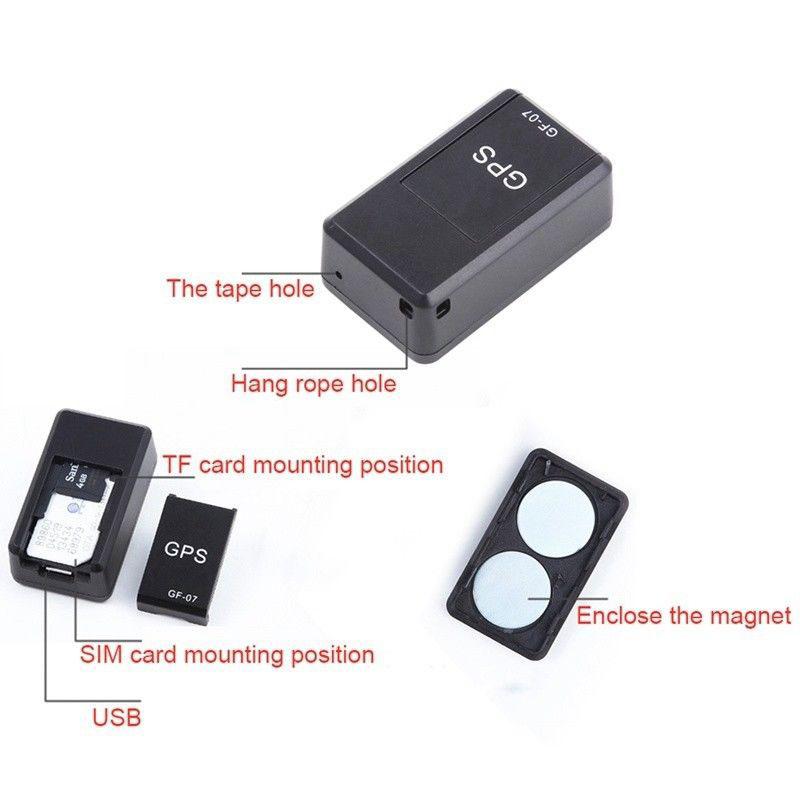 GF-07
GPS
The tape hole
Hang rope hole
TF card mounting position
4GB
GPS
GF-07
Enclose the magnet
SIM card mounting position
USB